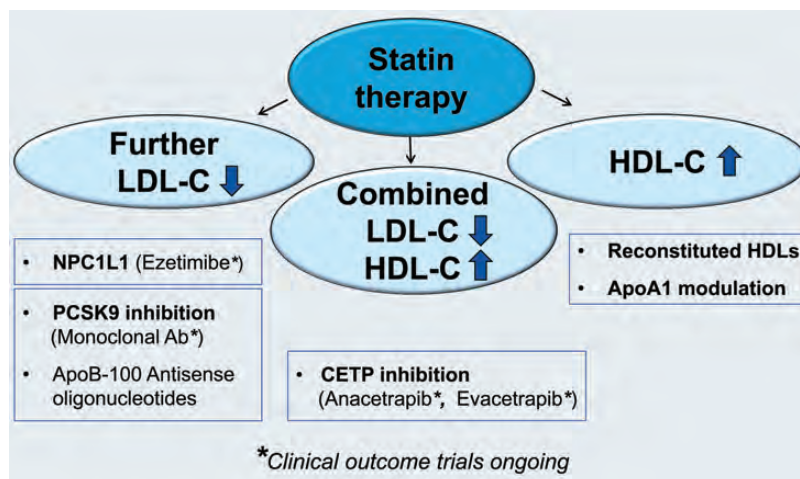 Statin
therapy
Further
LDL-C
Combined
LDL-C
HDL-C
HDL-C
• NPC1L1 (Ezetimibe*)
• PCSK9 inhibition
(Monoclonal Ab*)
• ApoB-100 Antisense
oligonucleotides
• CETP inhibition
(Anacetrapib*, Evacetrapib*)
• Reconstituted HDLs
• ApoA1 modulation
*Clinical outcome trials ongoing